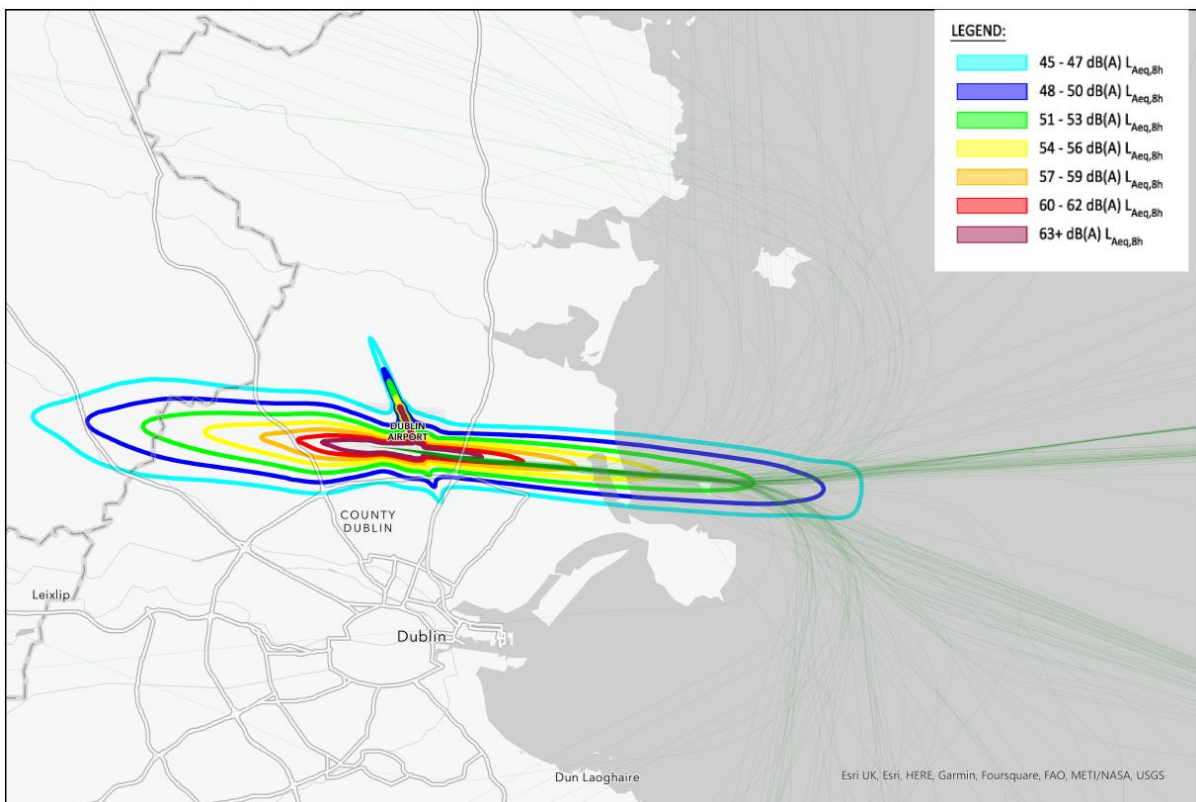 LEGEND:
45 - 47 dB(A) LAeq,8h
48 - 50 dB(A) LAeq,8h
51 - 53 dB(A) LAeq,8h
54 - 56 dB(A) LAeq,8h
57 - 59 dB(A) LAeq,8h
60 - 62 dB(A) LAeq,8h
63+ dB(A) LAeq,8h
DUBLIN
AIRPORT
COUNTY
DUBLIN
Leixlip
Dublin
Dun Laoghaire
Esri UK, Esri, HERE, Garmin, Foursquare, FAO, METI/NASA, USGS